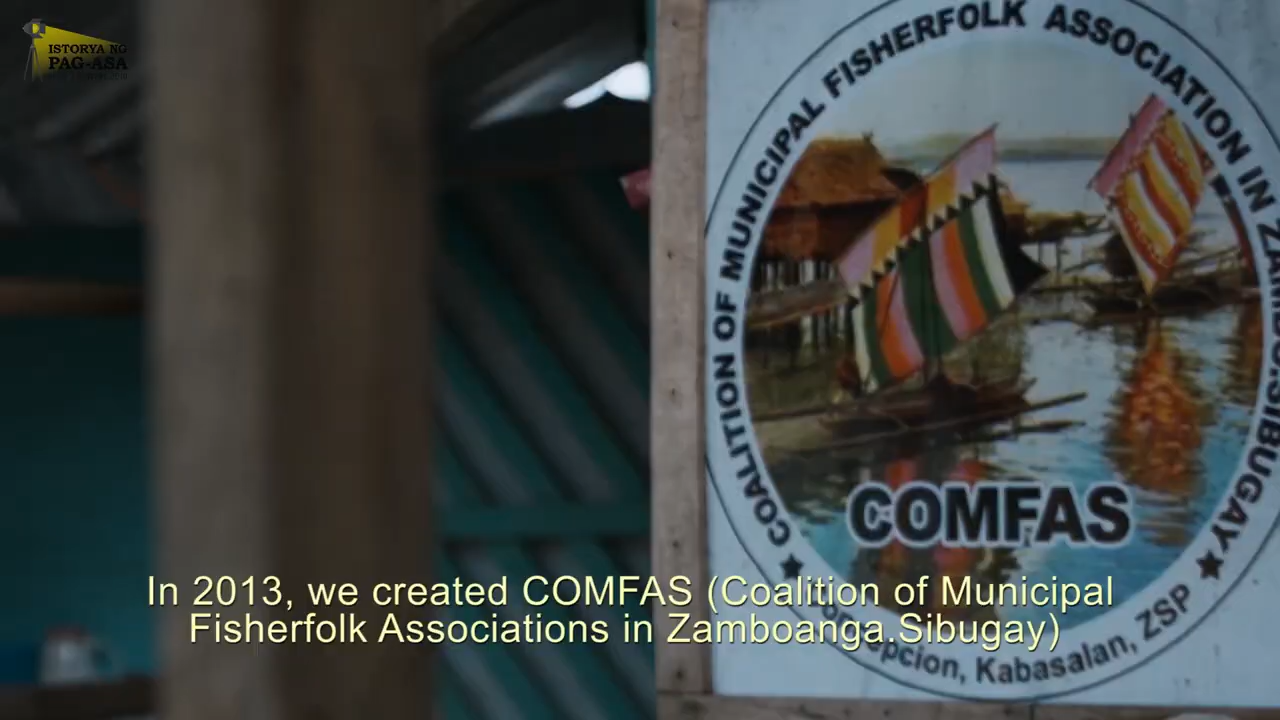 ISTORYA NG
PAG-ASA
COALITION OF MUNICIPAL FISHERFOLK ASSOCIATION IN
SIBUGAY
COMFAS
In 2013, we created COMFAS (Coalition of Municipal
Fisherfolk Associations in Zamboanga.Sibugay)
Kabasalan, ZSP